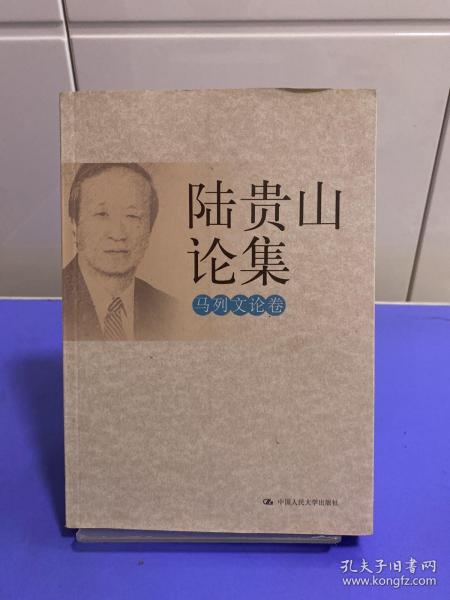 陆贵山
论集
马列文论卷
中国人民大学出版社
孔夫子旧书网
www.kongfz.com